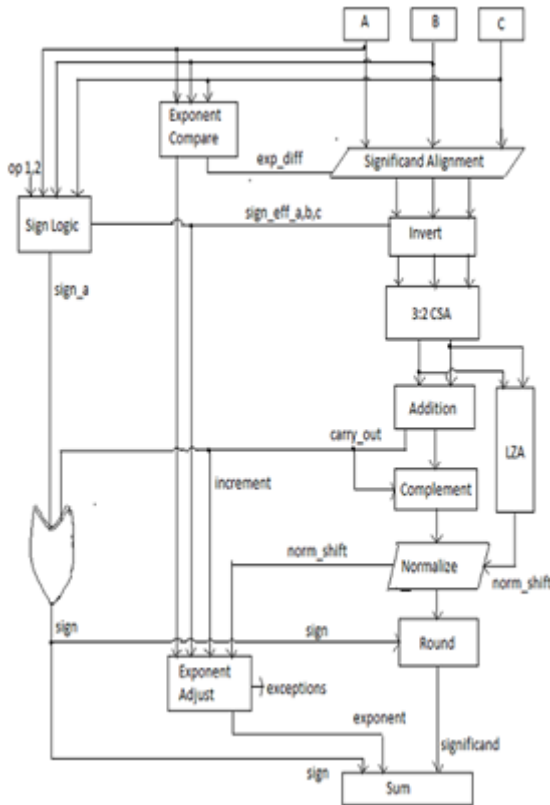 A
B
C
Exponent
Compare
exp_diff
Significand Alignment
op 1,2
Sign Logic
sign_eff_a,b,c
Invert
sign_a
3:2 CSA
Addition
LZA
carry_out
increment
Complement
norm_shift
Normalize
norm_shift
sign
sign
Round
Exponent
Adjust
exceptions
exponent
significand
sign
Sum